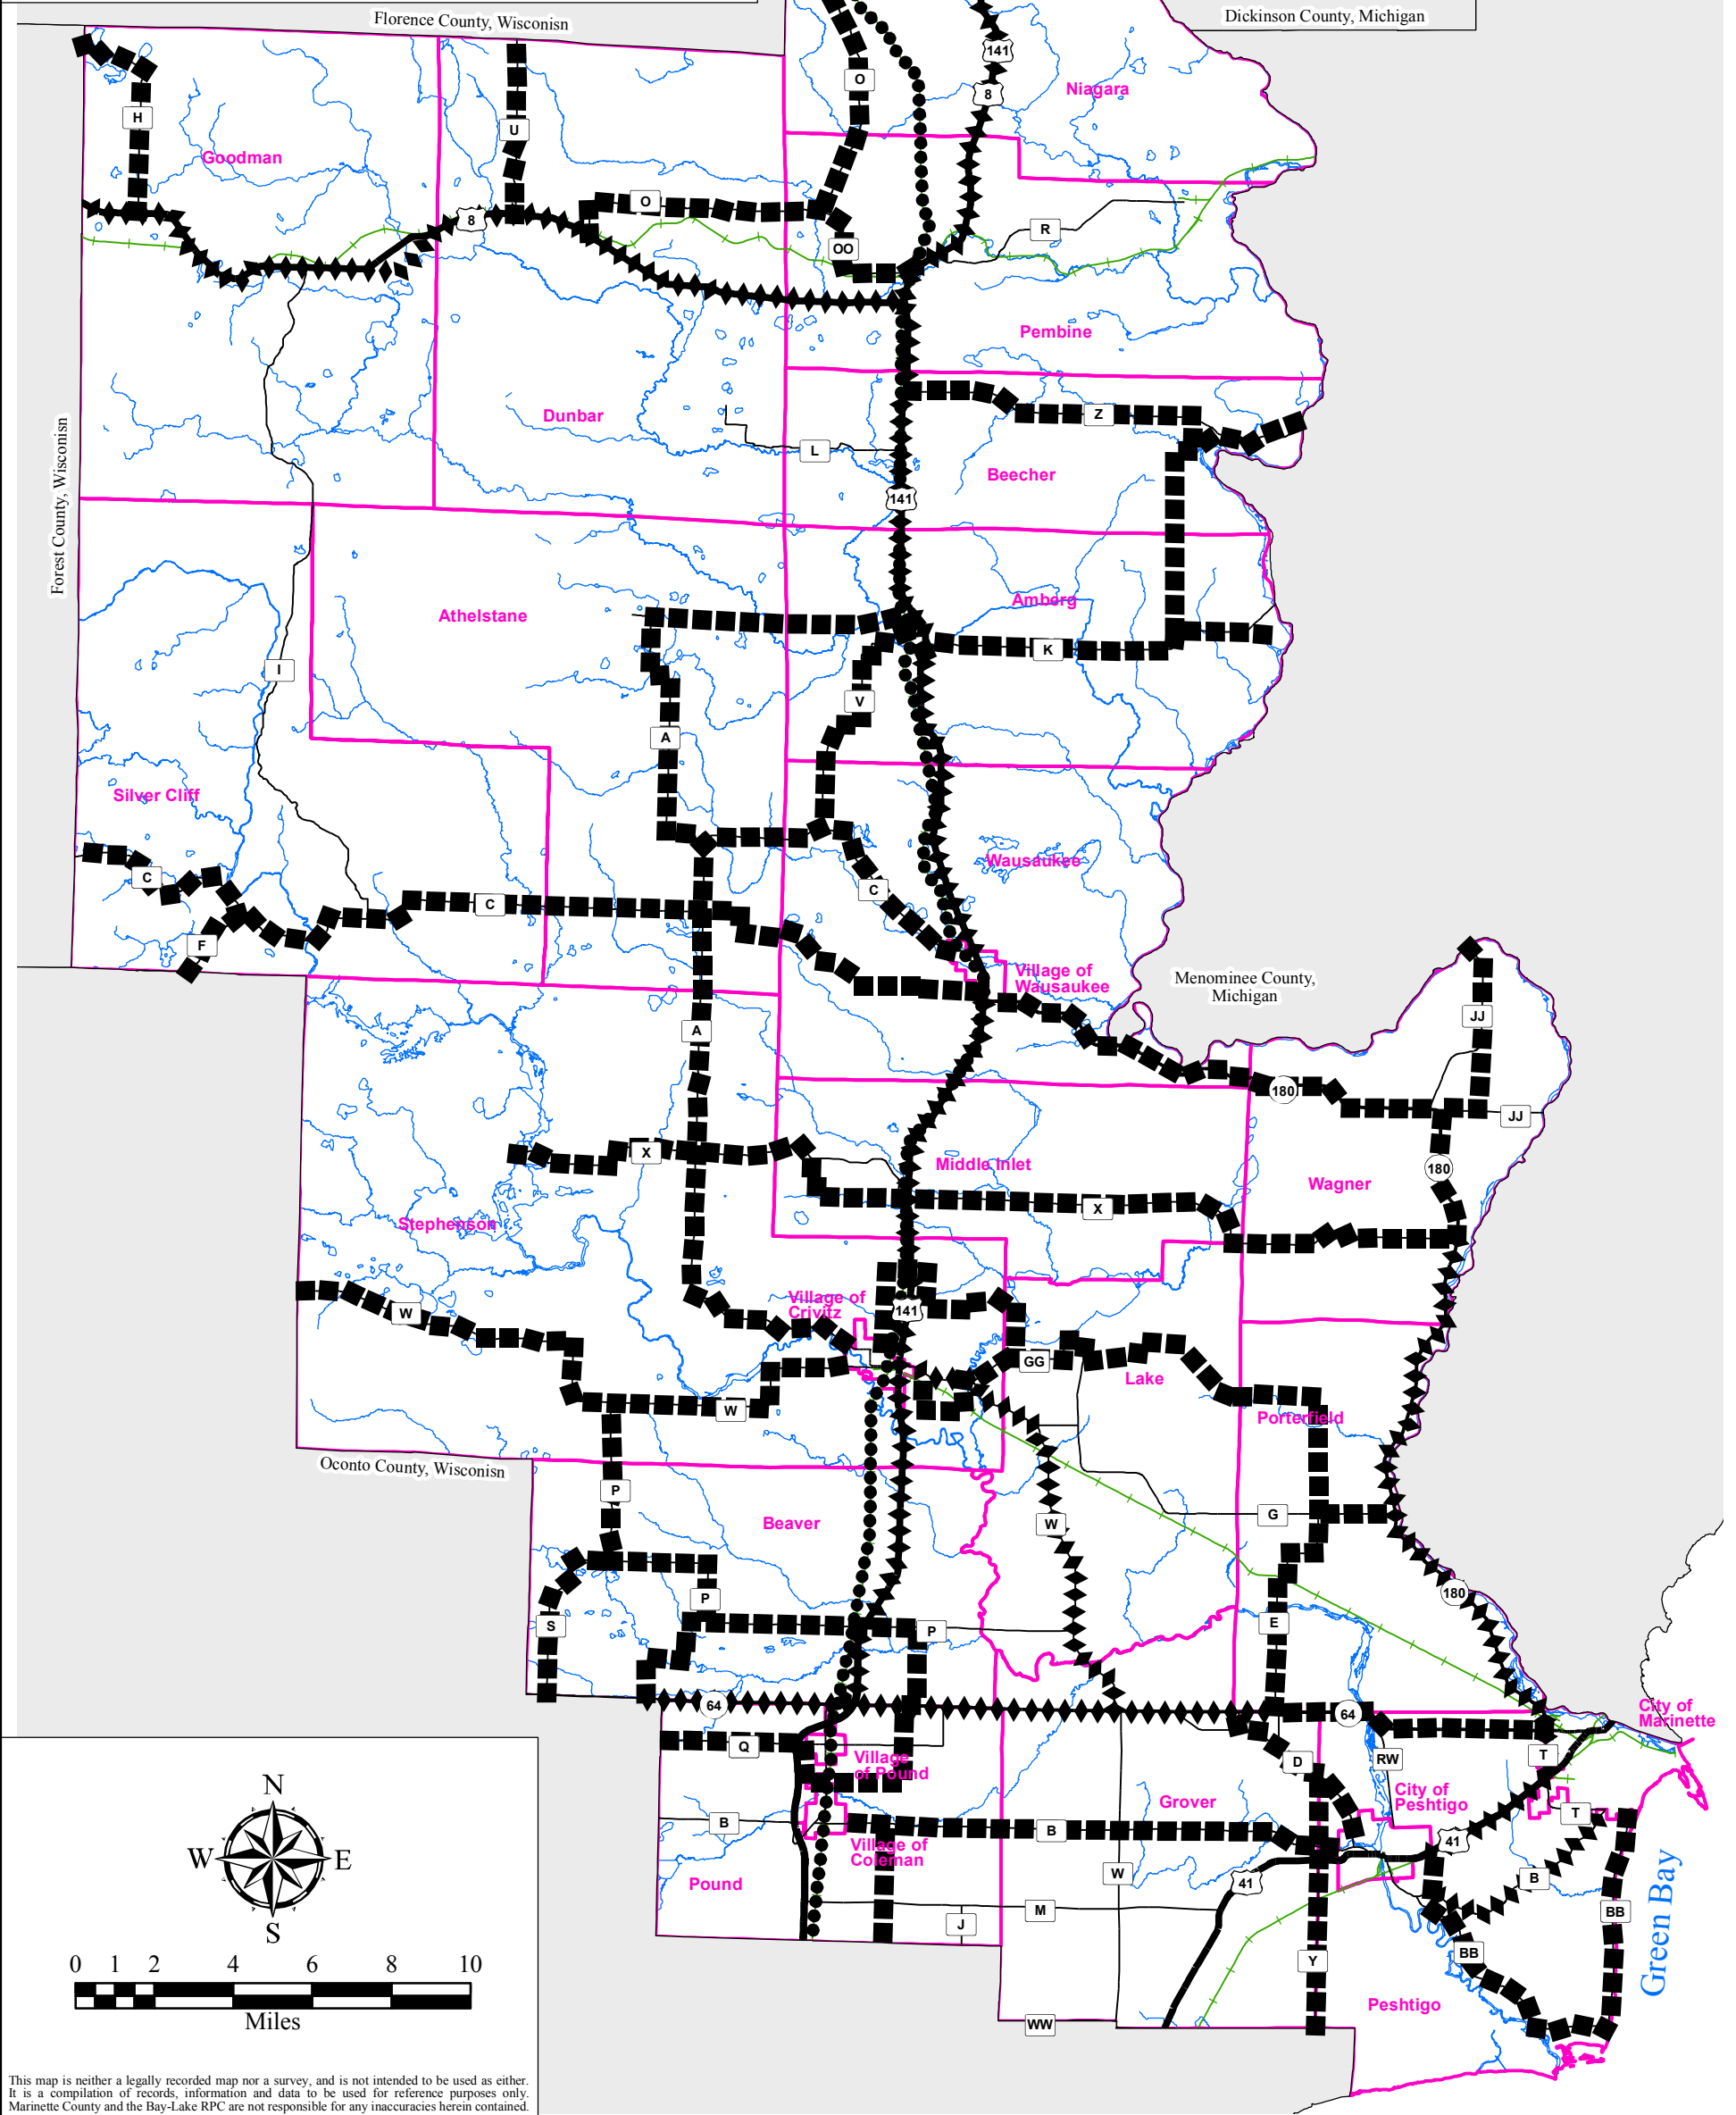 Florence County, Wisconisn
Dickinson County, Michigan
141
O
8
Niagara
H
U
Goodman
O
8
R
OO
Pembine
Dunbar
Z
L
Beecher
Forest County, Wisconisn
141
Amberg
Athelstane
K
I
V
A
Silver Cliff
Wausaukee
C
C
C
F
Village of
Wausaukee
Menominee County,
Michigan
JJ
A
180
JJ
X
Middle Inlet
180
Wagner
X
Stephenson
Village of
Crivitz
141
W
GG
Lake
W
Porterfield
Oconto County, Wisconisn
P
G
Beaver
W
180
P
S
P
E
64
64
City of
Marinette
Q
Village
of Pound
D
RW
T
City of
Peshtigo
Grover
T
B
B
41
Village of
Coleman
W
41
B
Pound
M
J
BB
BB
Y
Green Bay
Peshtigo
WW
N
W
E
S
0 1 2 4 6 8 10
Miles
This map is neither a legally recorded map nor a survey, and is not intended to be used as either.
It is a compilation of records, information and data to be used for reference purposes only.
Marinette County and the Bay-Lake RPC are not responsible for any inaccuracies herein contained.